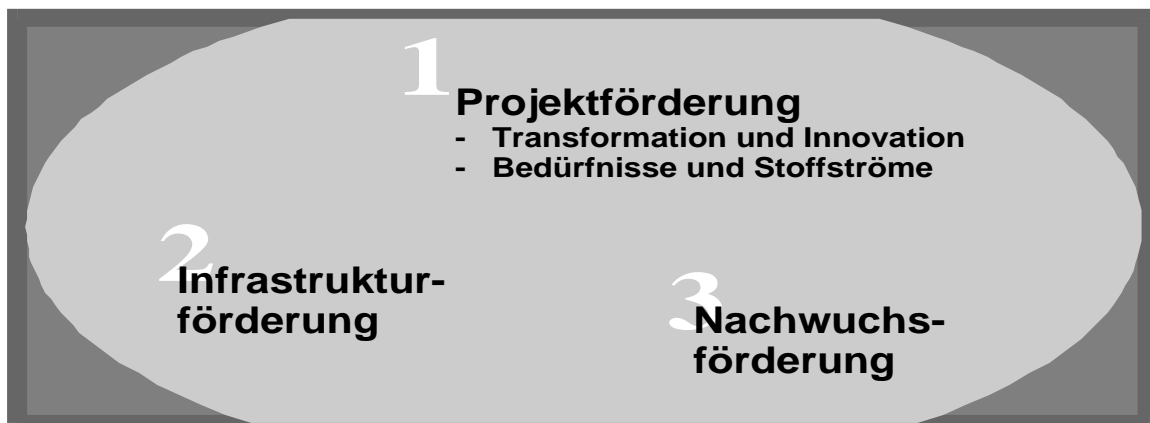 1
Projektförderung
- Transformation und Innovation
- Bedürfnisse und Stoffströme
2
Infrastruktur-
förderung
3
Nachwuchs-
förderung